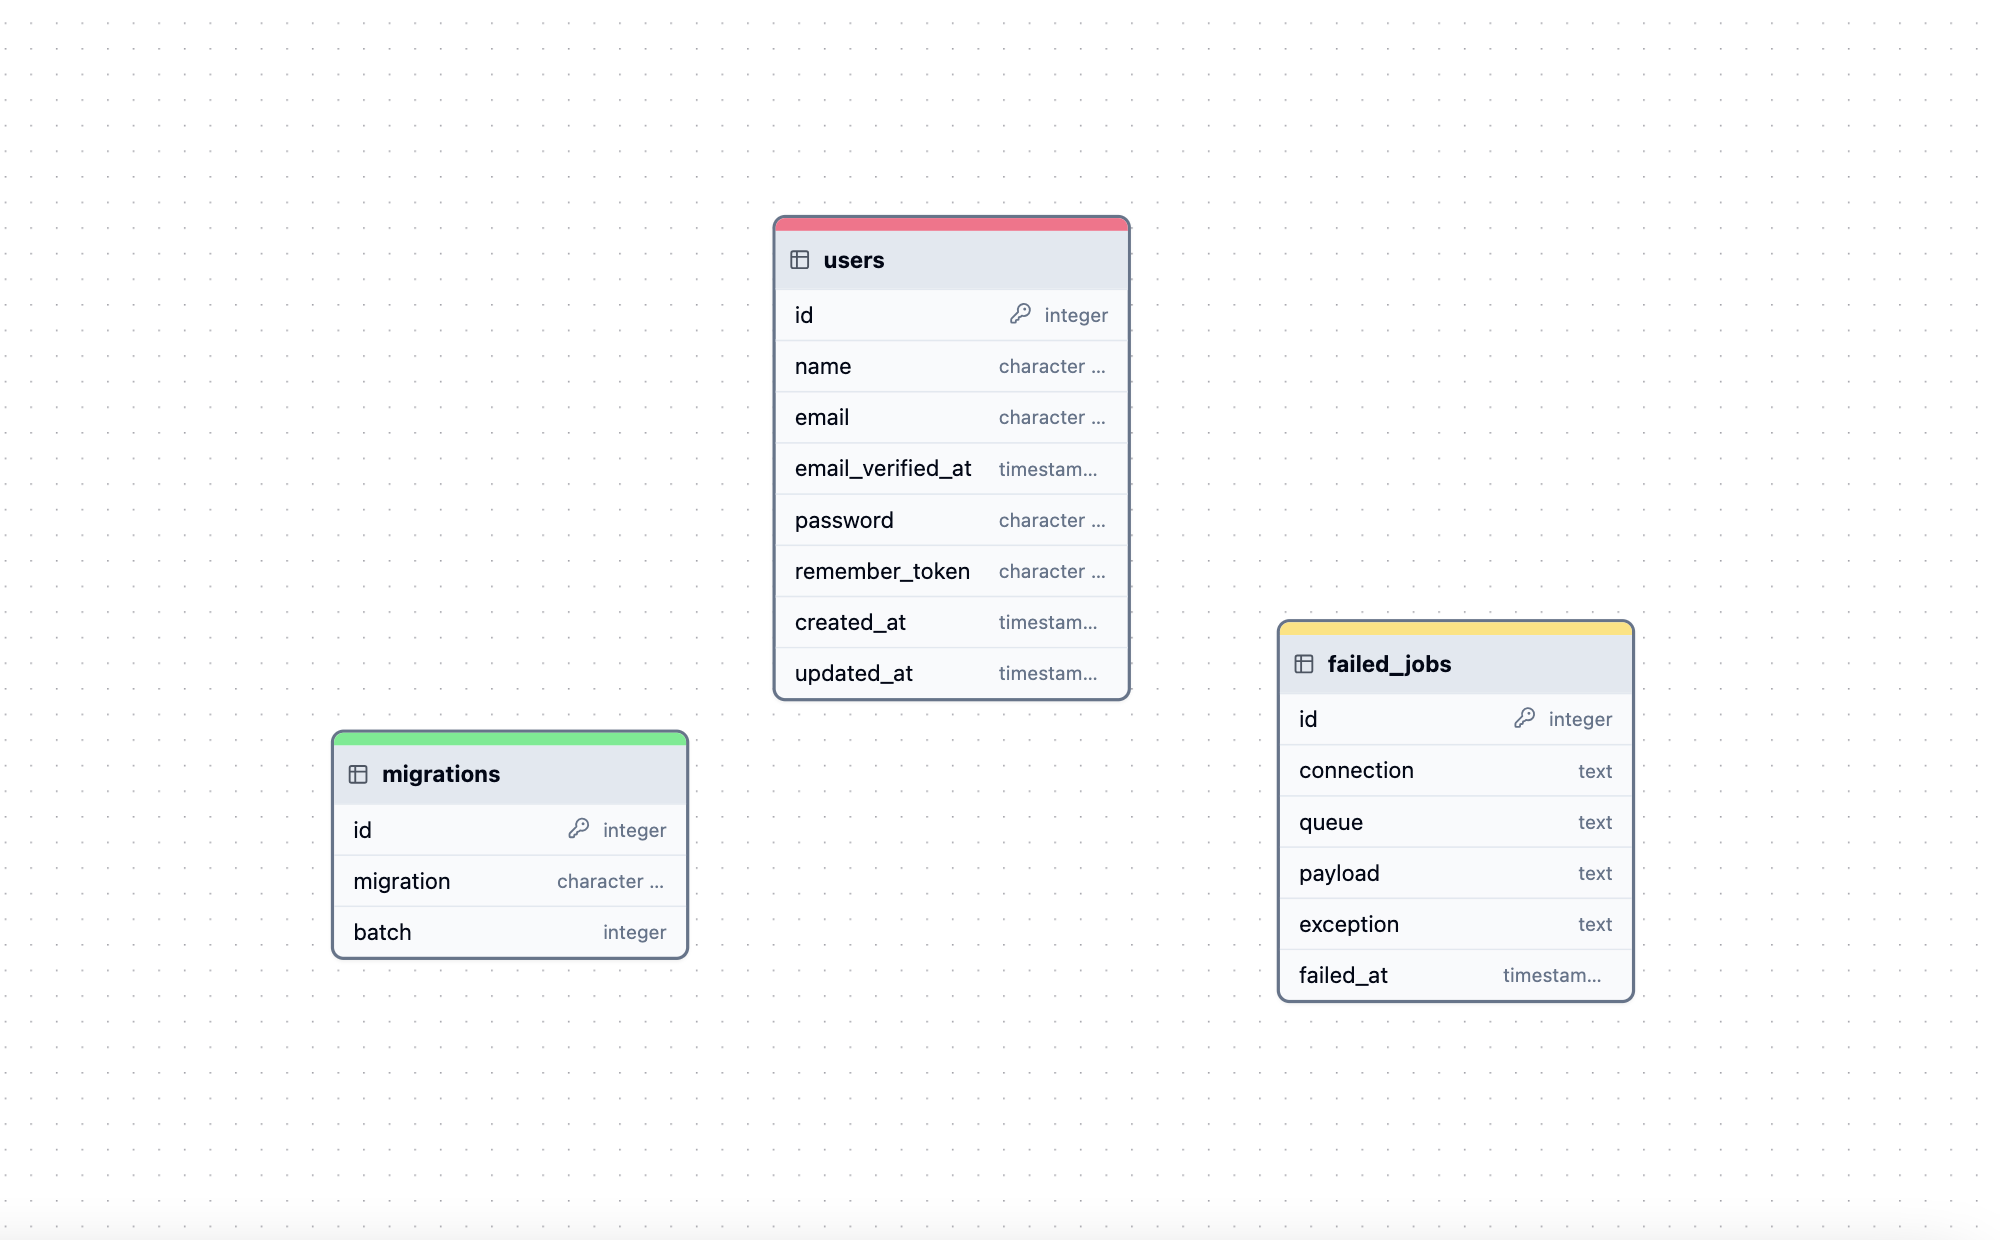 users
id integer
name character ...
email character ...
email_verified_at timestam...
password character ...
remember_token character ...
created_at timestam...
updated_at timestam...
migrations
id integer
migration character ...
batch integer
failed_jobs
id integer
connection text
queue text
payload text
exception text
failed_at timestam...